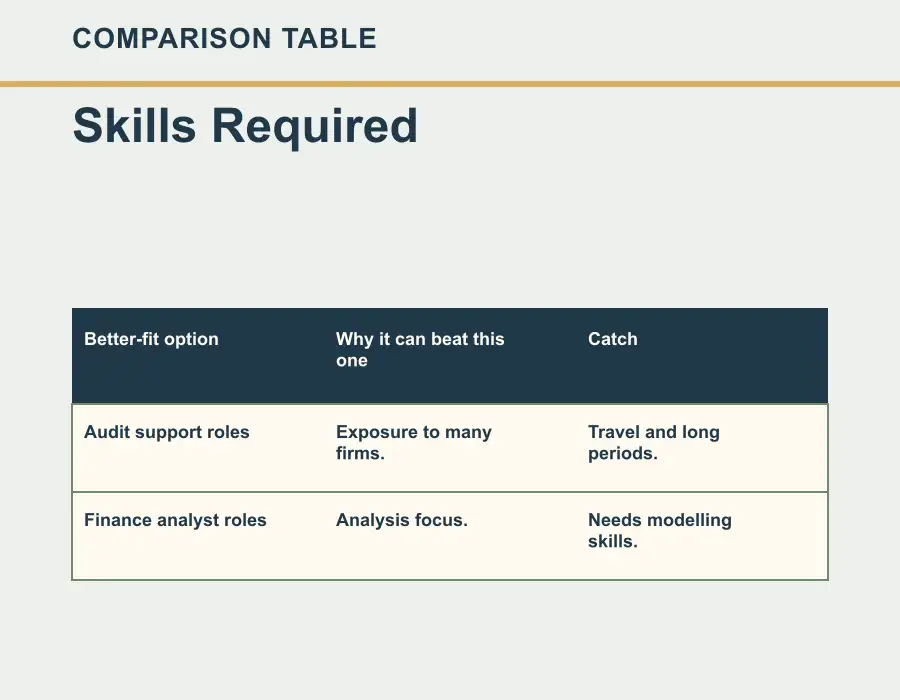 COMPARISON TABLE
Skills Required
Better-fit option
Why it can beat this
one
Catch
Audit support roles
Exposure to many
firms.
Travel and long
periods.
Finance analyst roles
Analysis focus.
Needs modelling
skills.